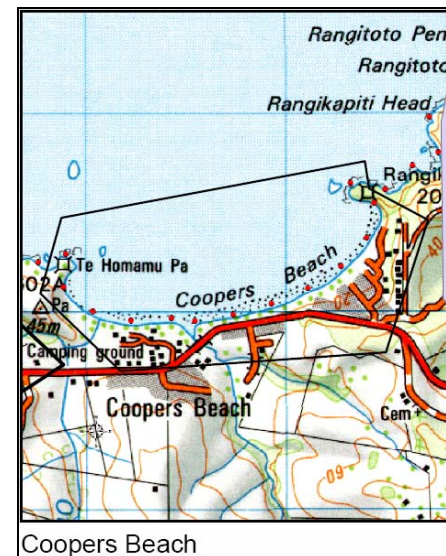 Rangitoto Pen
Rangitoto
Rangikapiti Head
Rangi
20
Te Homamu Pa
Coopers Beach
02A
Pa
45m
Camping ground
20
40
Coopers Beach
Cem
60
Coopers Beach